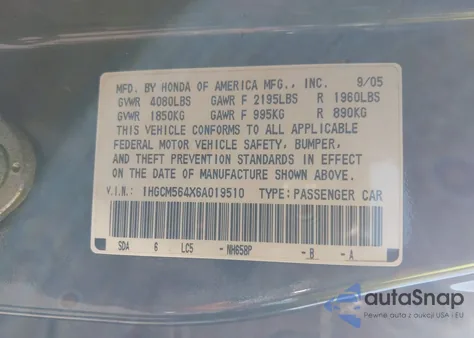 MFD. BY HONDA OF AMERICA MFG., INC. 9/05
GVWR 4080LBS GAWR F 2195LBS R 1960LBS
GVWR 1850KG GAWR F 995KG R 890KG
THIS VEHICLE CONFORMS TO ALL APPLICABLE
FEDERAL MOTOR VEHICLE SAFETY, BUMPER,
AND THEFT PREVENTION STANDARDS IN EFFECT
ON THE DATE OF MANUFACTURE SHOWN ABOVE.
V.I.N.: 1HGCM564X6A019510 TYPE: PASSENGER CAR
SDA 6 LC5 -NH658P -B -A
autoSnap
Pewne auta z aukcji USA i EU